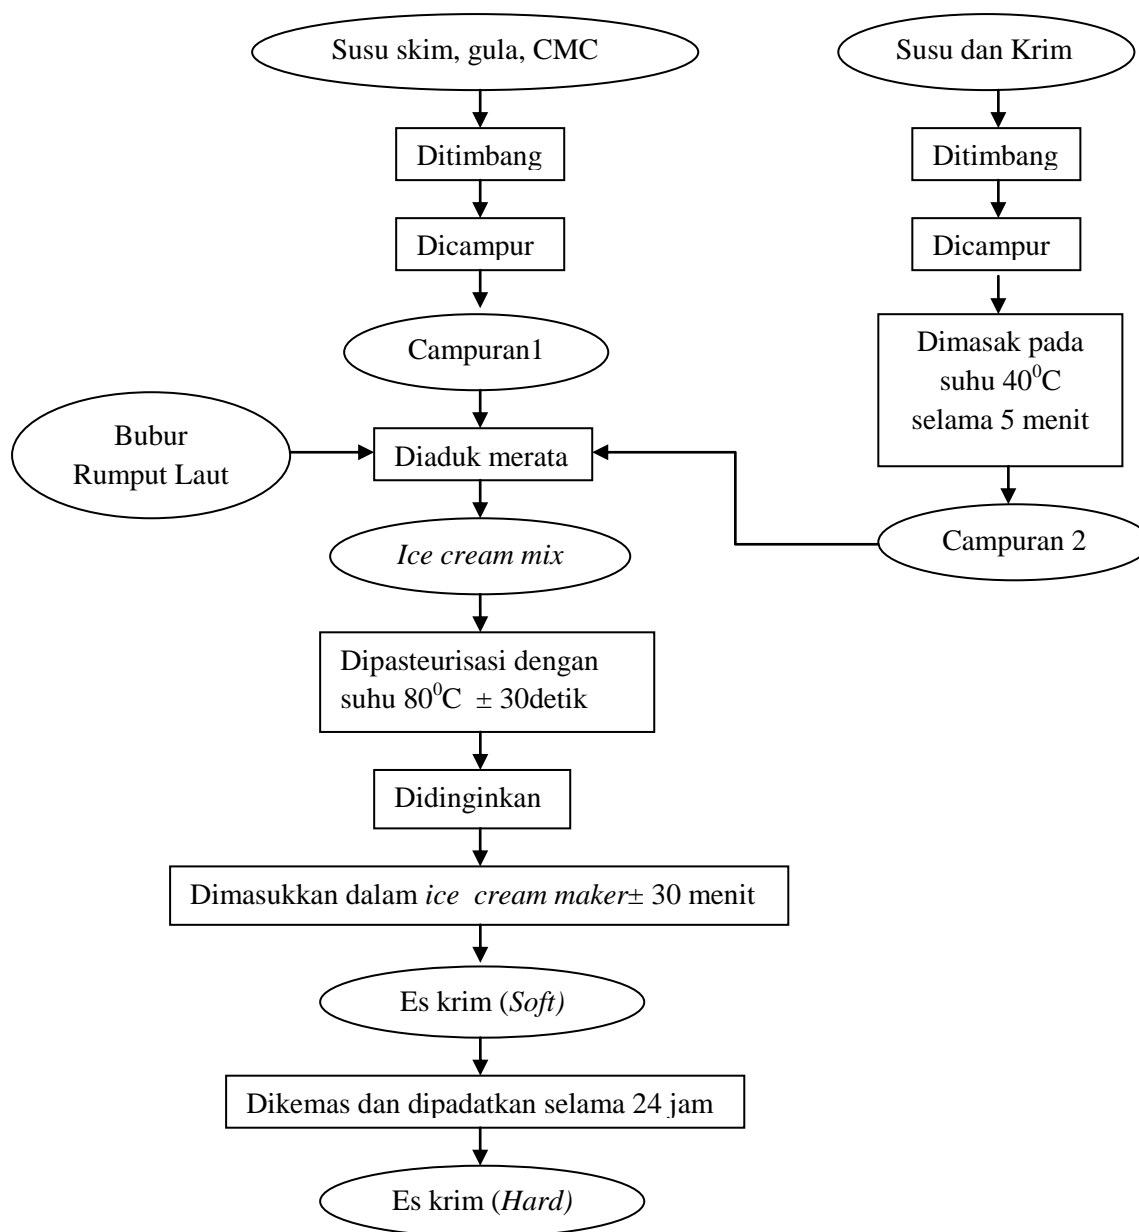 Susu skim, gula, CMC
Susu dan Krim
Ditimbang
Ditimbang
Dicampur
Dicampur
Campuran1
Dimasak pada
suhu 40⁰C
selama 5 menit
Bubur
Rumput Laut
Diaduk merata
Campuran 2
Ice cream mix
Dipasteurisasi dengan
suhu 80⁰C ± 30detik
Didinginkan
Dimasukkan dalam ice cream maker± 30 menit
Es krim (Soft)
Dikemas dan dipadatkan selama 24 jam
Es krim (Hard)